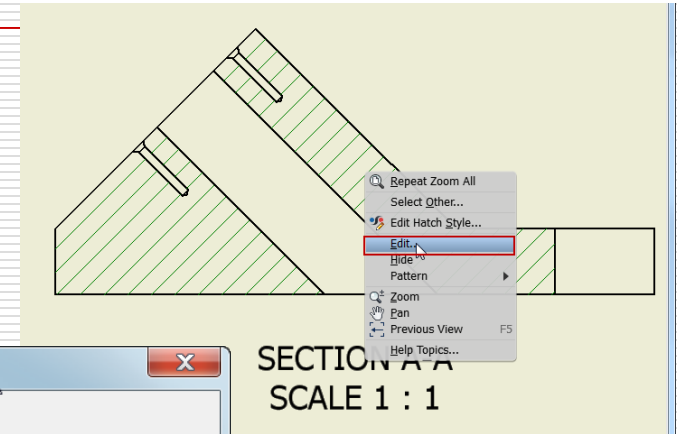 Repeat Zoom All
Select Other...
Edit Hatch Style...
Edit...
Hide
Pattern
Zoom
Pan
Previous View F5
Help Topics...
SECTION A-A
SCALE 1 : 1